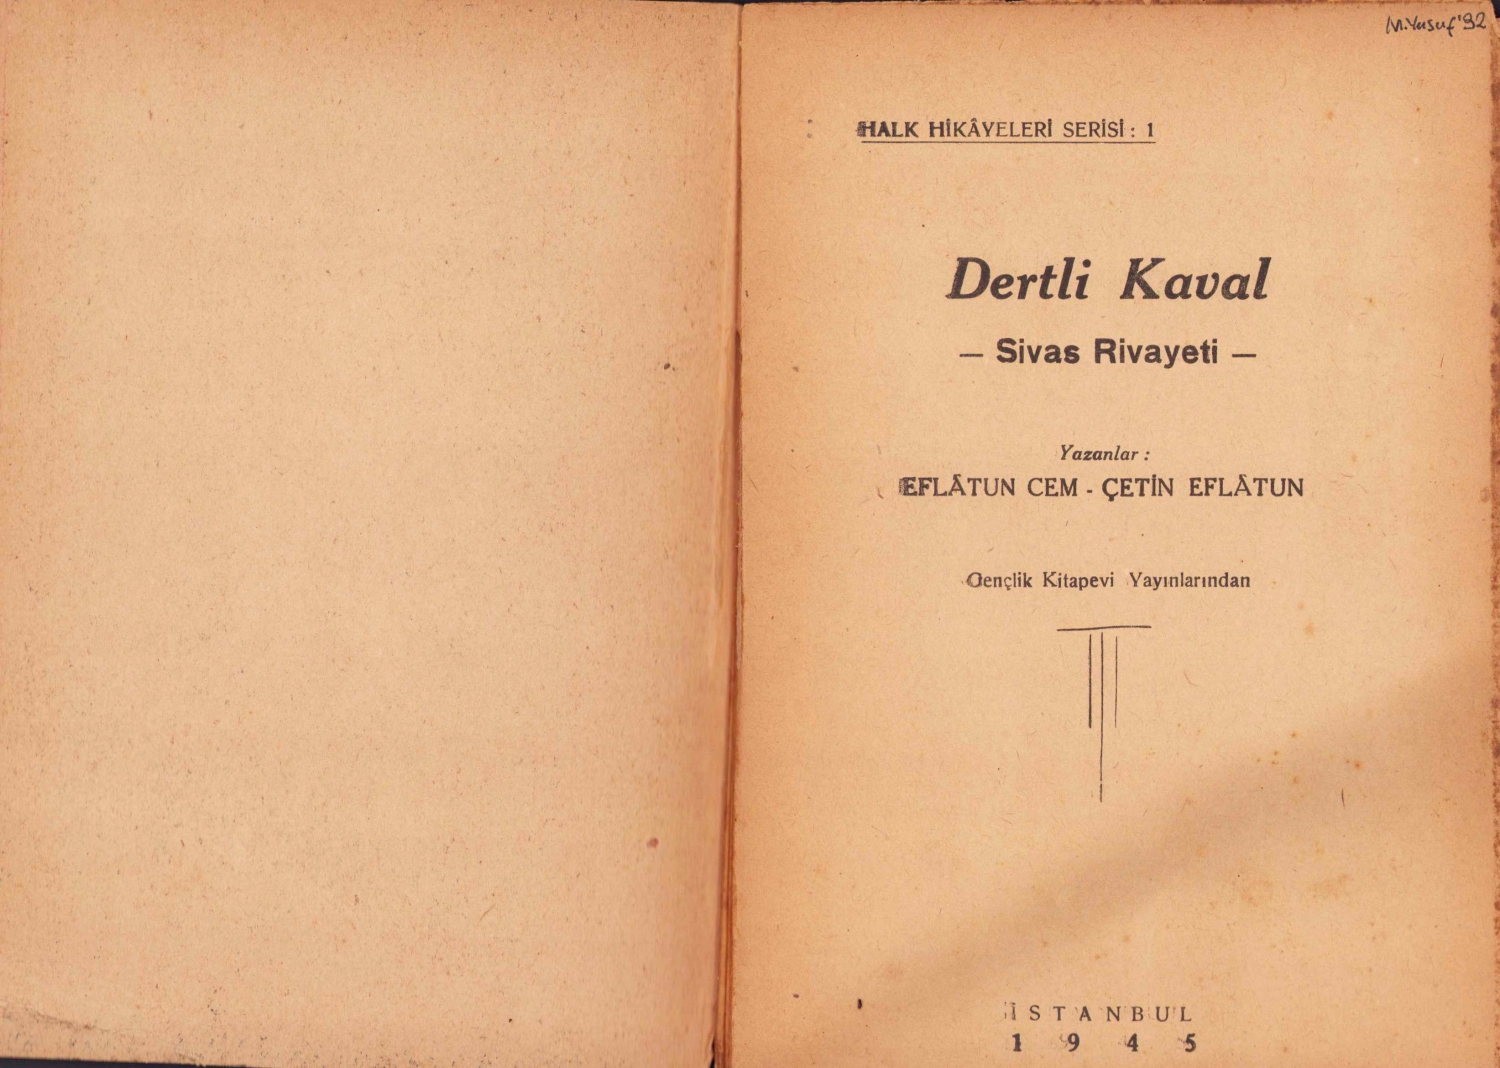 M.Yusuf'92
HALK HİKÂYELERİ SERİSİ : 1
Dertli Kaval
— Sivas Rivayeti —
Yazanlar :
EFLÂTUN CEM - ÇETİN EFLÂTUN
Gençlik Kitapevi Yayınlarından
İSTANBUL
1945